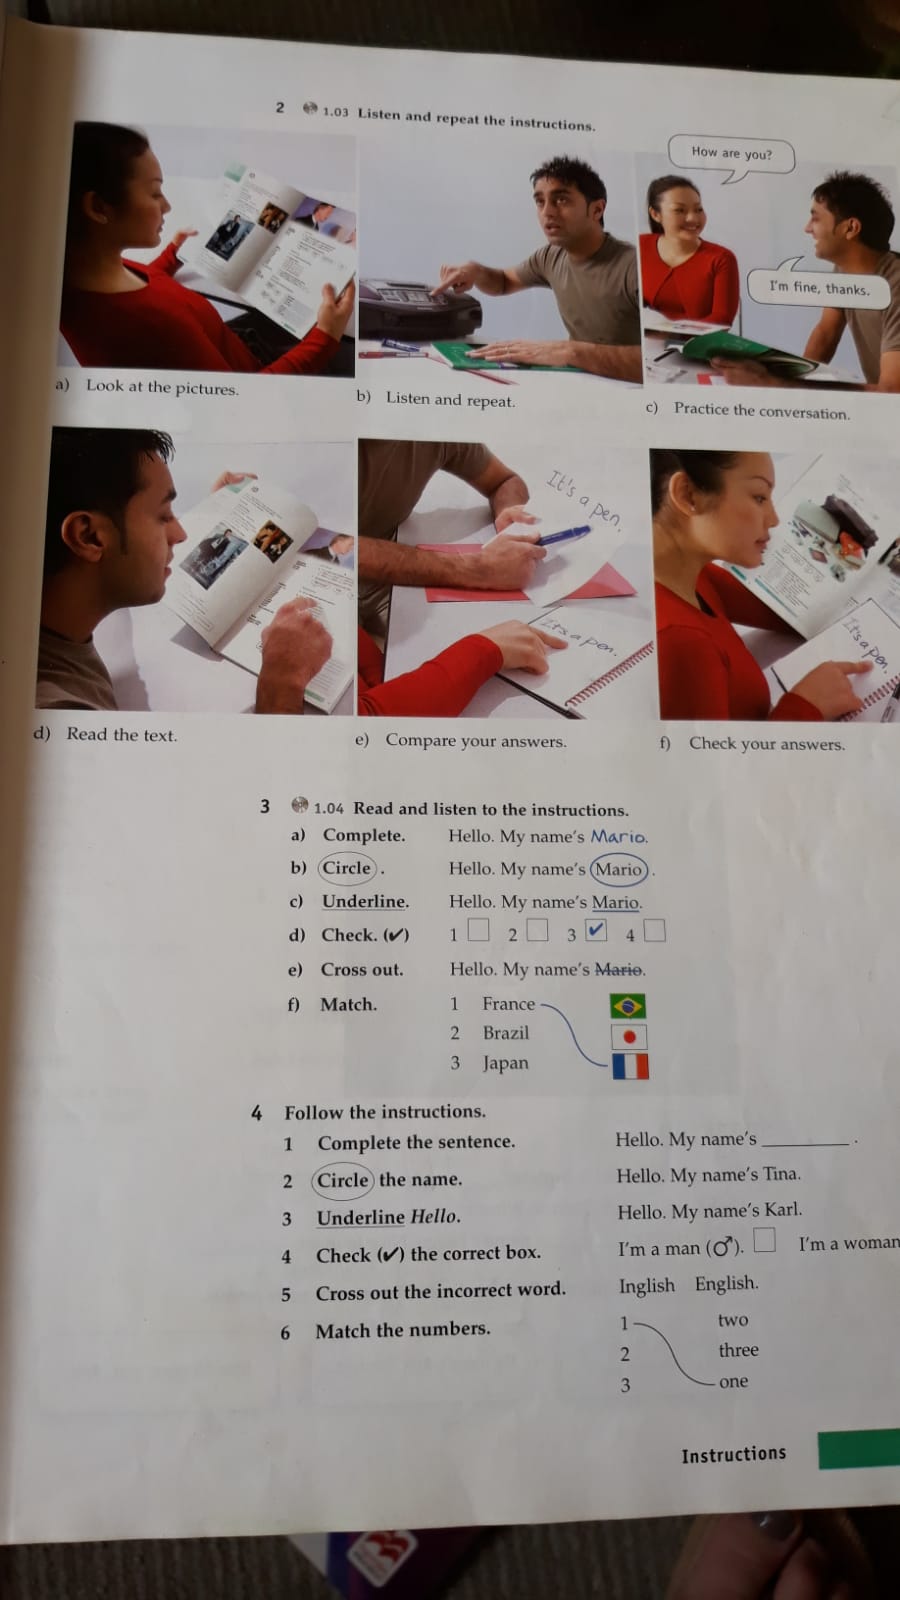 2 1.03 Listen and repeat the instructions.
How are you?
I'm fine, thanks.
a) Look at the pictures.
b) Listen and repeat.
c) Practice the conversation.
It's a pen.
It's a pen.
It's a pen.
d) Read the text.
e) Compare your answers.
f) Check your answers.
3 1.04 Read and listen to the instructions.
a) Complete. Hello. My name's Mario.
b) Circle. Hello. My name's Mario.
c) Underline. Hello. My name's Mario.
d) Check. (✔) 1 2 3 ✔ 4
e) Cross out. Hello. My name's Mario.
f) Match. 1 France
2 Brazil
3 Japan
4 Follow the instructions.
1 Complete the sentence. Hello. My name's ________ .
2 Circle the name. Hello. My name's Tina.
3 Underline Hello. Hello. My name's Karl.
4 Check (✔) the correct box. I'm a man (♂). I'm a woman
5 Cross out the incorrect word. Inglish English.
6 Match the numbers. 1 two
2 three
3 one
Instructions